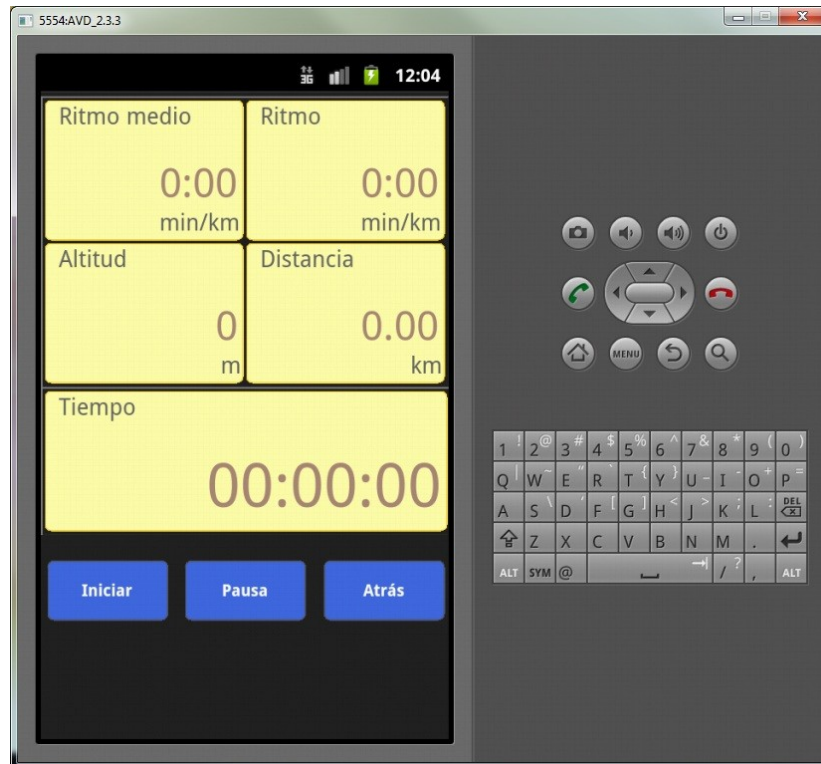 5554:AVD_2.3.3
3G 12:04
Ritmo medio Ritmo
0:00 0:00
min/km min/km
Altitud Distancia
0 0.00
m km
Tiempo
00:00:00
Iniciar Pausa Atrás
MENU
1 ! 2 @ 3 # 4 $ 5 % 6 ^ 7 & 8 * 9 ( 0 )
Q | W ~ E " R ` T { Y } U - I - O + P =
A S \ D ' F [ G ] H < J > K ; L : DEL
Z X C V B N M .
ALT SYM @ / ? , ALT